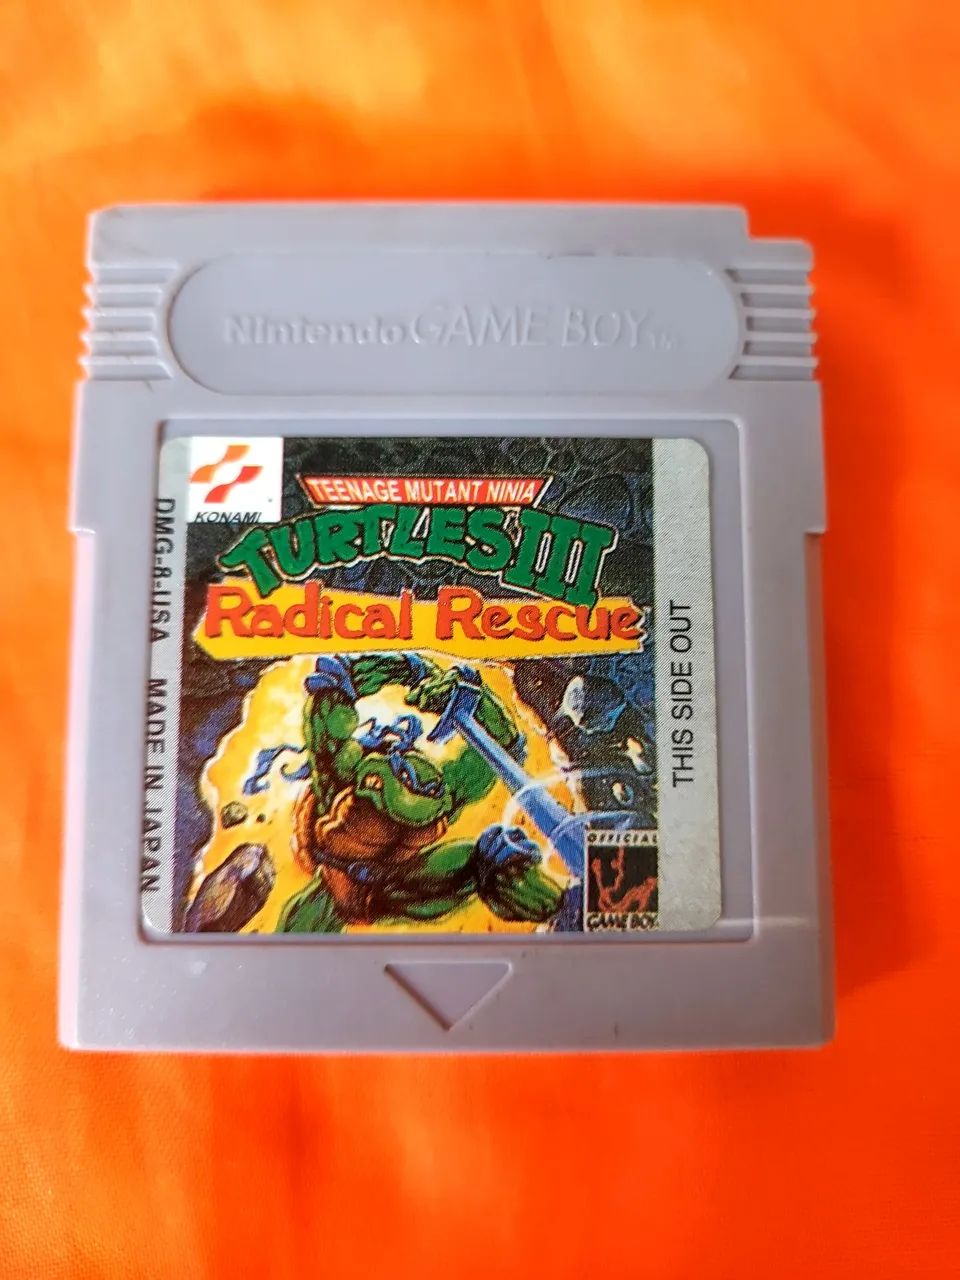 Nintendo GAME BOY TM
KONAMI
TEENAGE MUTANT NINJA
TURTLES III
Radical Rescue
DMG-8-USA MADE IN JAPAN
THIS SIDE OUT
OFFICIAL
GAME BOY